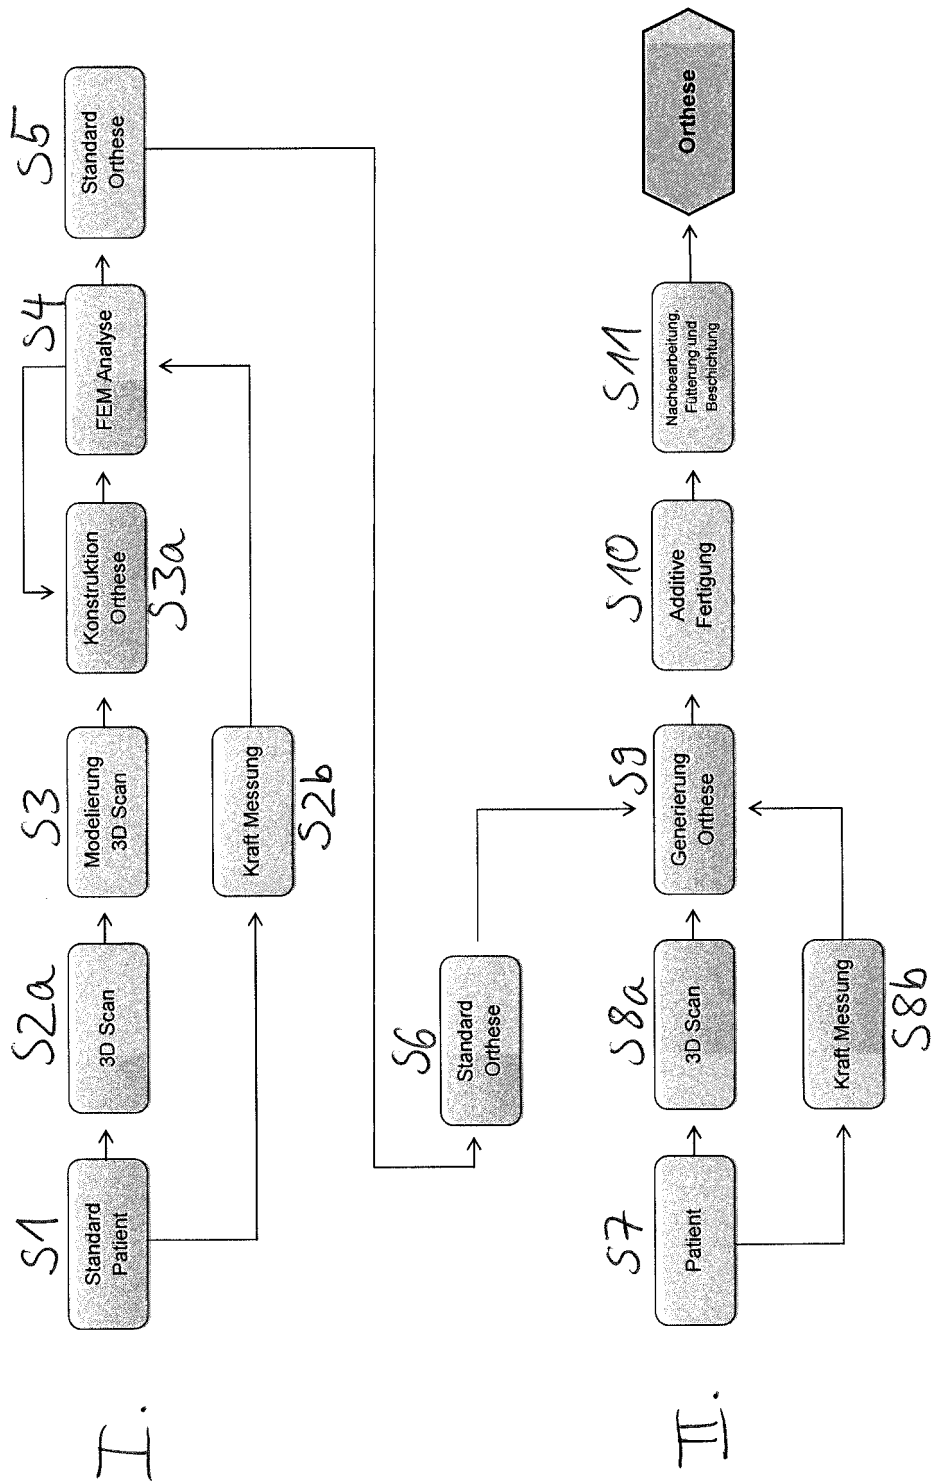 I.
S1
Standard
Patient
S2a
3D Scan
S3
Modelierung
3D Scan
S3a
Konstruktion
Orthese
S4
FEM Analyse
S5
Standard
Orthese
Kraft Messung
S2b
S6
Standard
Orthese
II.
S7
Patient
S8a
3D Scan
Kraft Messung
S8b
S9
Generierung
Orthese
S10
Additive
Fertigung
S11
Nachbearbeitung,
Fütterung und
Beschichtung
Orthese